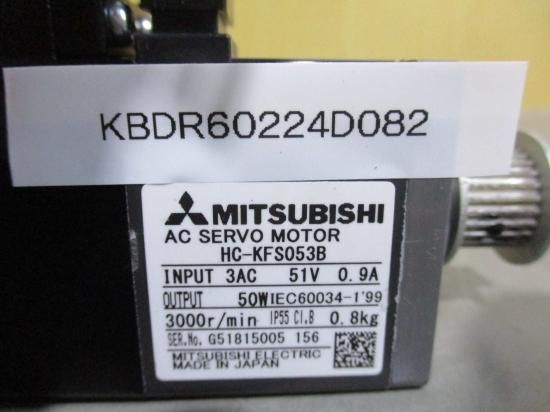 KBDR60224D082
MITSUBISHI
AC SERVO MOTOR
HC-KFS053B
INPUT 3AC 51V 0.9A
OUTPUT 50W IEC60034-1'99
3000r/min IP55 Cl.B 0.8kg
SER.No. G51815005 156
MITSUBISHI ELECTRIC
MADE IN JAPAN